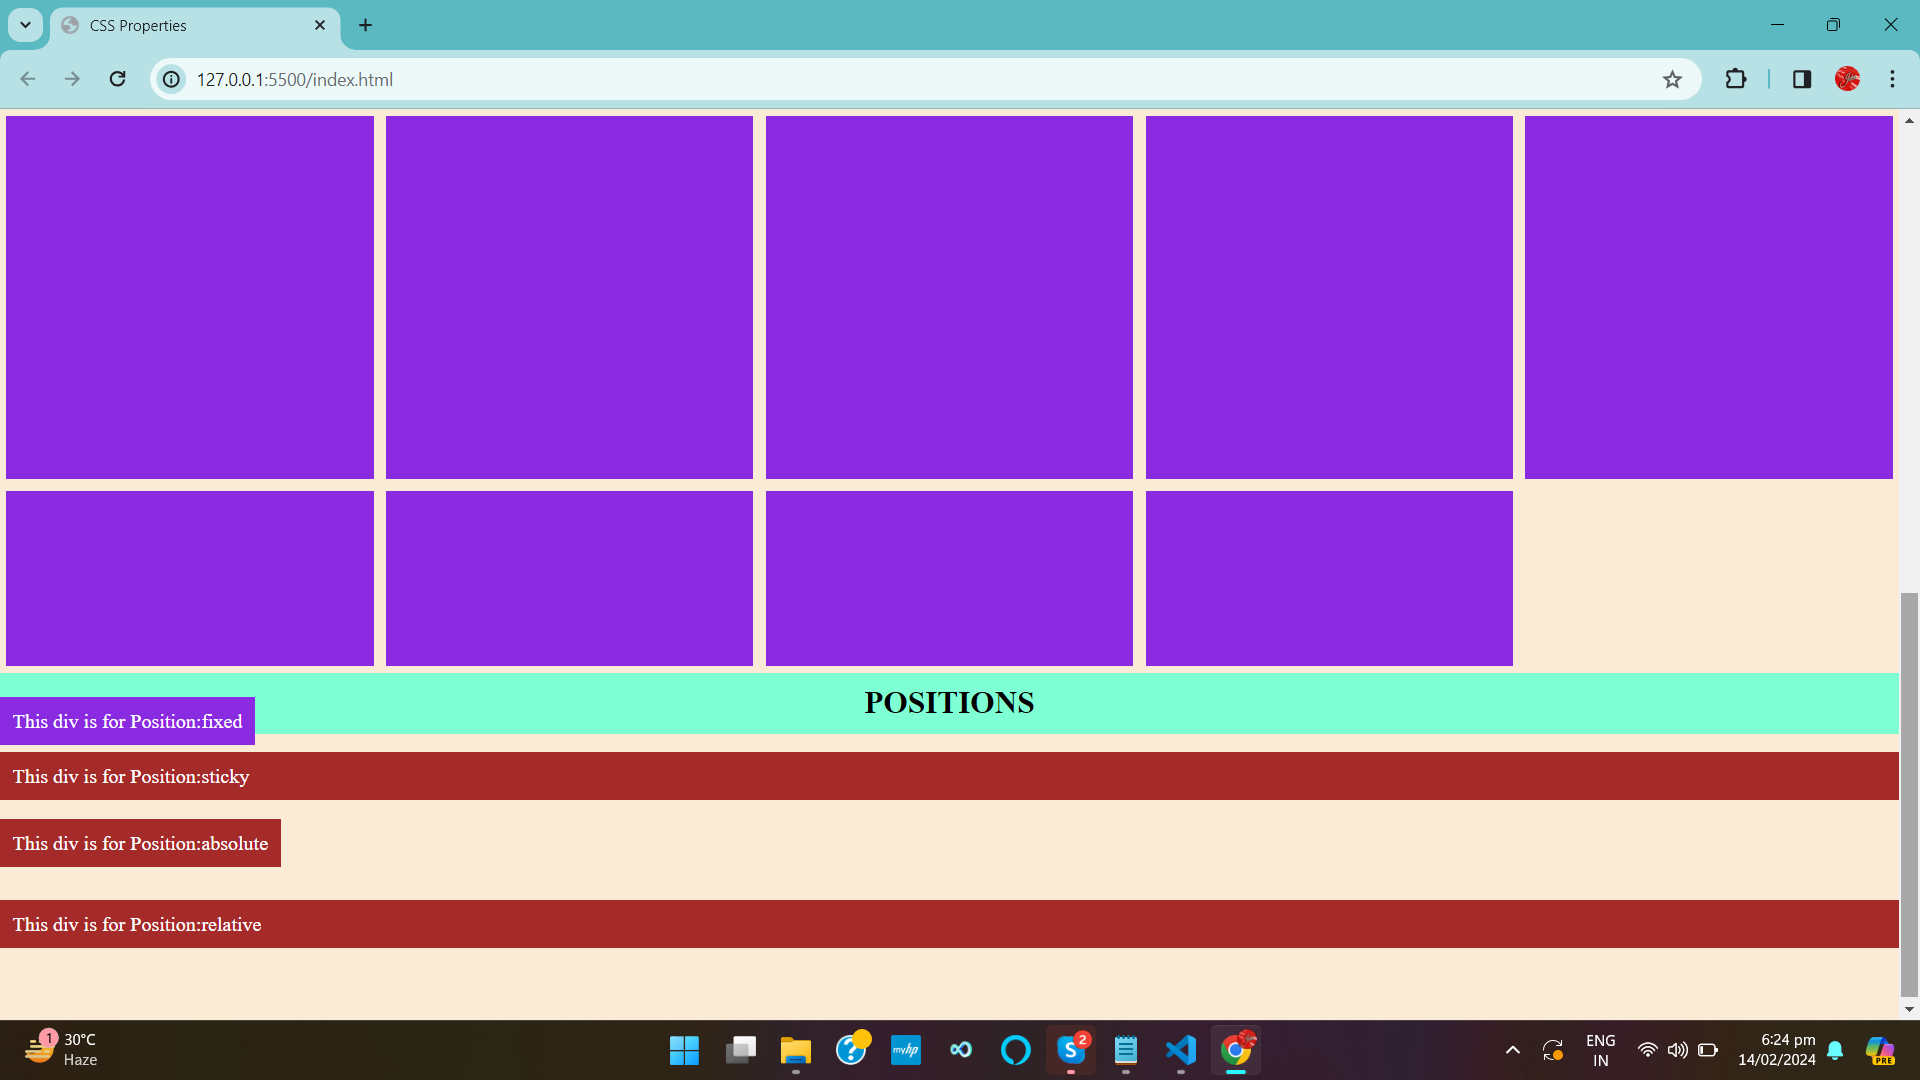 CSS Properties
127.0.0.1:5500/index.html
POSITIONS
This div is for Position:fixed
This div is for Position:sticky
This div is for Position:absolute
This div is for Position:relative
1
30°C
Haze
myhp
S
2
ENG
IN
6:24 pm
14/02/2024
PRE